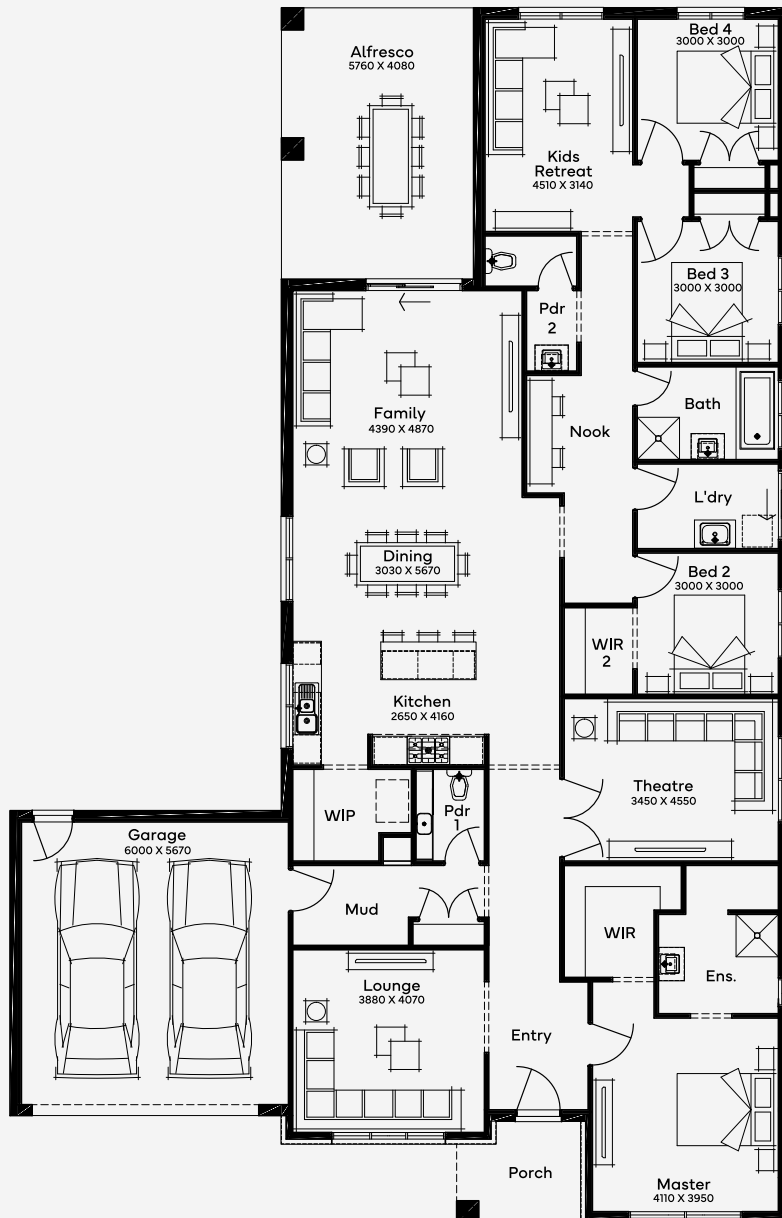 Alfresco
5760 X 4080
Bed 4
3000 X 3000
Kids
Retreat
4510 X 3140
Bed 3
3000 X 3000
Pdr
2
Family
4390 X 4870
Nook
Bath
L'dry
Dining
3030 X 5670
Bed 2
3000 X 3000
WIR
2
Kitchen
2650 X 4160
Theatre
3450 X 4550
WIP
Pdr
1
Garage
6000 X 5670
Mud
WIR
Ens.
Lounge
3880 X 4070
Entry
Porch
Master
4110 X 3950